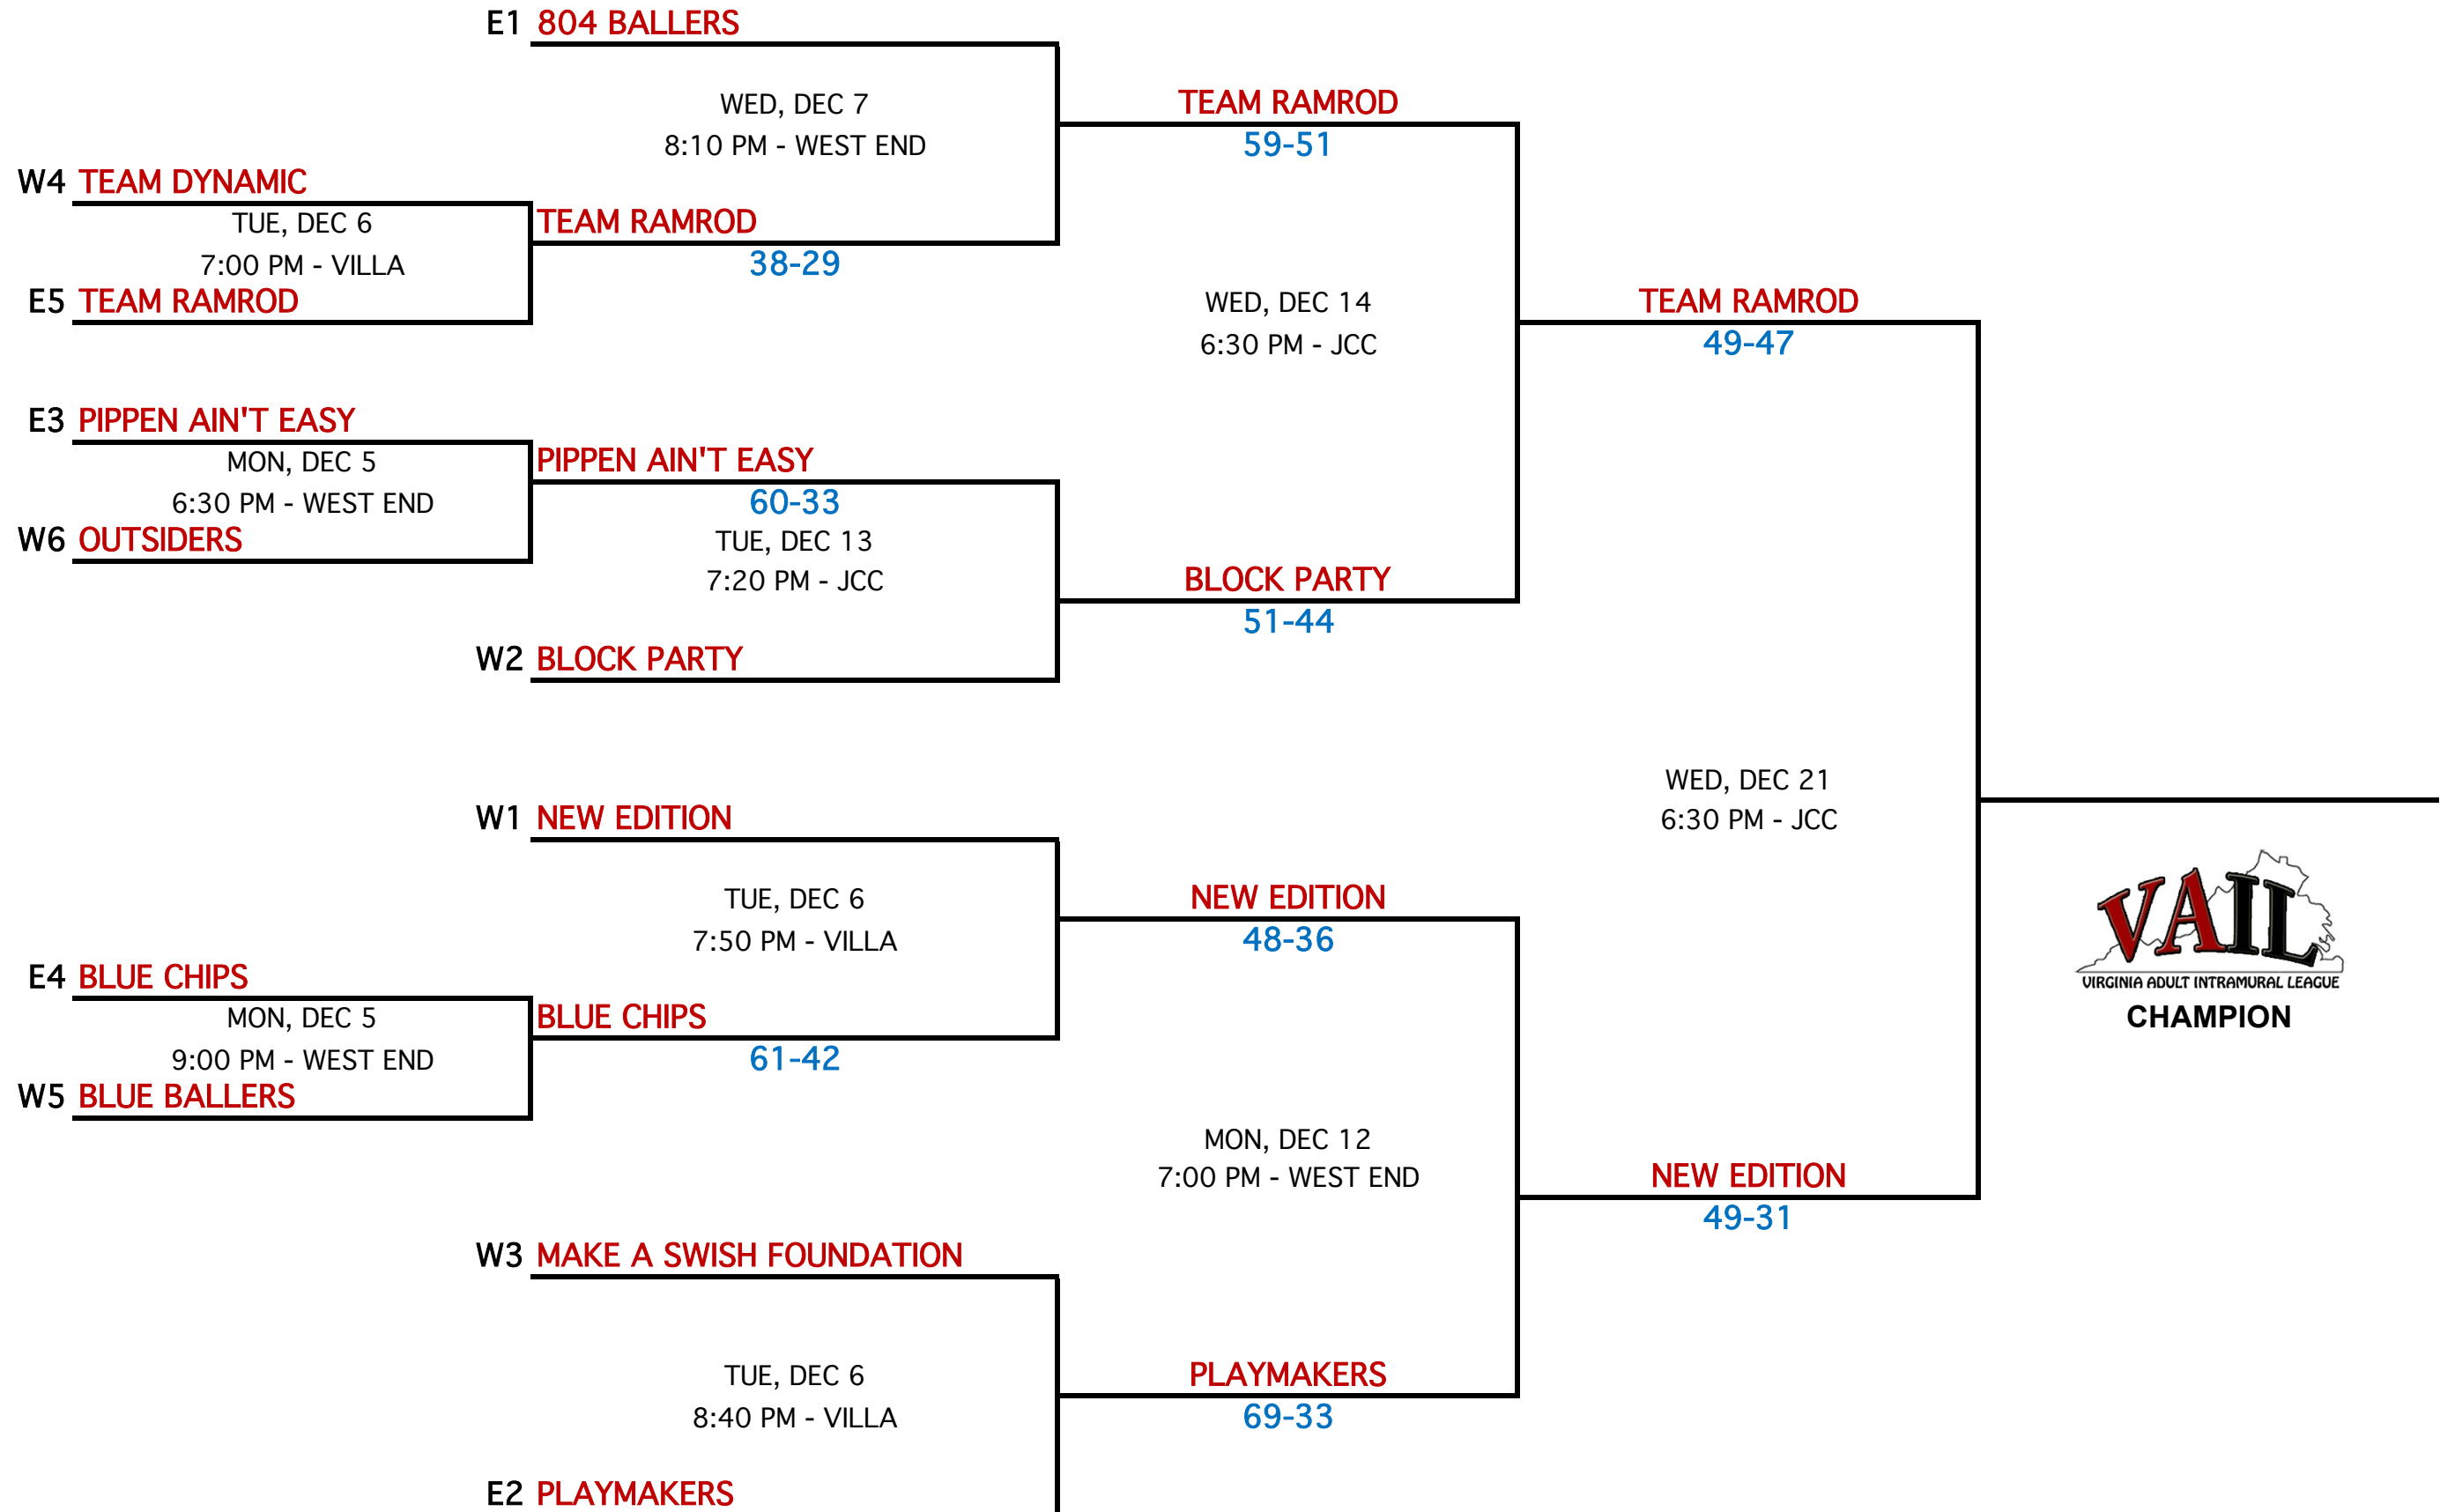 E1 804 BALLERS
WED, DEC 7
8:10 PM - WEST END
TEAM RAMROD
59-51
W4 TEAM DYNAMIC
TUE, DEC 6
7:00 PM - VILLA
E5 TEAM RAMROD
TEAM RAMROD
38-29
WED, DEC 14
6:30 PM - JCC
TEAM RAMROD
49-47
E3 PIPPEN AIN'T EASY
MON, DEC 5
6:30 PM - WEST END
W6 OUTSIDERS
PIPPEN AIN'T EASY
60-33
TUE, DEC 13
7:20 PM - JCC
W2 BLOCK PARTY
BLOCK PARTY
51-44
WED, DEC 21
6:30 PM - JCC
W1 NEW EDITION
TUE, DEC 6
7:50 PM - VILLA
NEW EDITION
48-36
VAIL
VIRGINIA ADULT INTRAMURAL LEAGUE
CHAMPION
E4 BLUE CHIPS
MON, DEC 5
9:00 PM - WEST END
W5 BLUE BALLERS
BLUE CHIPS
61-42
MON, DEC 12
7:00 PM - WEST END
NEW EDITION
49-31
W3 MAKE A SWISH FOUNDATION
TUE, DEC 6
8:40 PM - VILLA
PLAYMAKERS
69-33
E2 PLAYMAKERS